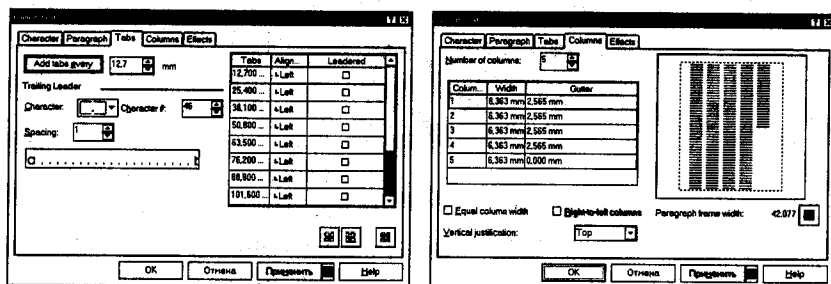 Character Paragraph Tabs Columns Effects
Add tabs every 12,7 mm
Trailing Leader
Character: . Character #: 46
Spacing: 1
Tabs Align... Leadered
12,700 ... Left
25,400 ... Left
38,100 ... Left
50,800 ... Left
63,500 ... Left
76,200 ... Left
88,900 ... Left
101,600 ... Left
OK Отмена Применить Help
Character Paragraph Tabs Columns Effects
Number of columns: 5
Colum... Width Gutter
1 6,363 mm 2,565 mm
2 6,363 mm 2,565 mm
3 6,363 mm 2,565 mm
4 6,363 mm 2,565 mm
5 6,363 mm 0,000 mm
Equal column width Right-to-left columns Paragraph frame width: 42.077
Vertical justification: Top
OK Отмена Применить Help